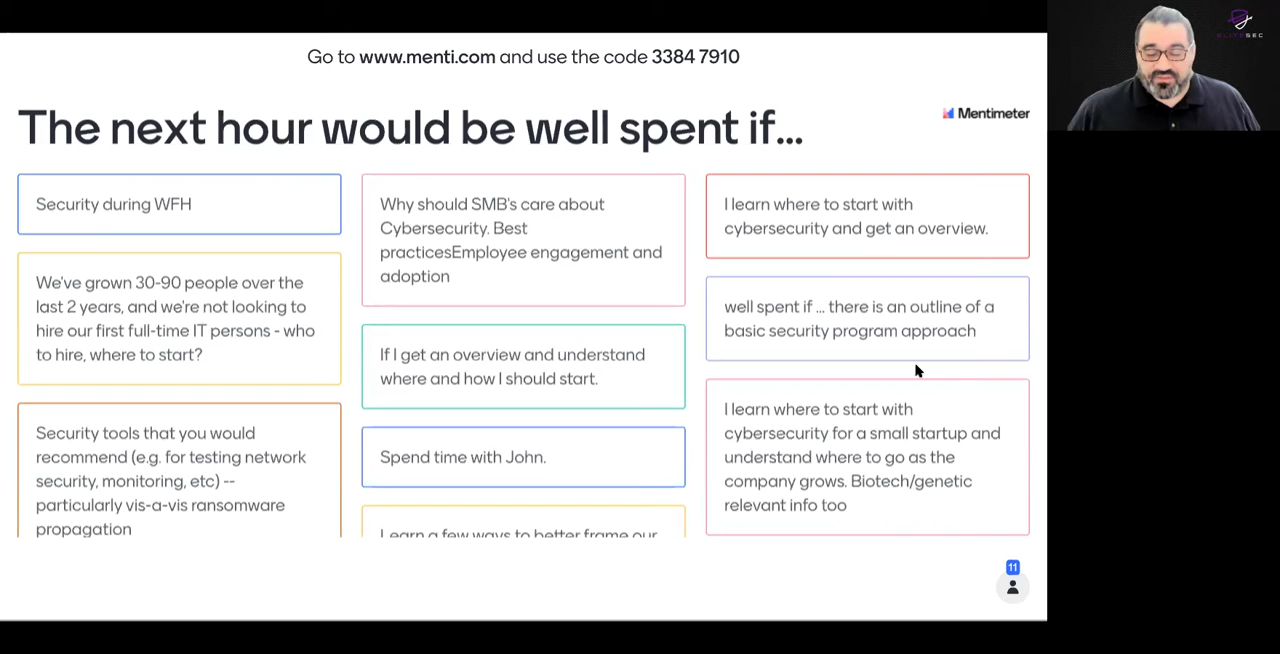 Go to www.menti.com and use the code 3384 7910
The next hour would be well spent if...
Mentimeter
Security during WFH
We've grown 30-90 people over the
last 2 years, and we're not looking to
hire our first full-time IT persons - who
to hire, where to start?
Security tools that you would
recommend (e.g. for testing network
security, monitoring, etc) --
particularly vis-a-vis ransomware
propagation
Why should SMB's care about
Cybersecurity. Best
practicesEmployee engagement and
adoption
If I get an overview and understand
where and how I should start.
Spend time with John.
Learn a few ways to better frame our
I learn where to start with
cybersecurity and get an overview.
well spent if ... there is an outline of a
basic security program approach
I learn where to start with
cybersecurity for a small startup and
understand where to go as the
company grows. Biotech/genetic
relevant info too
11